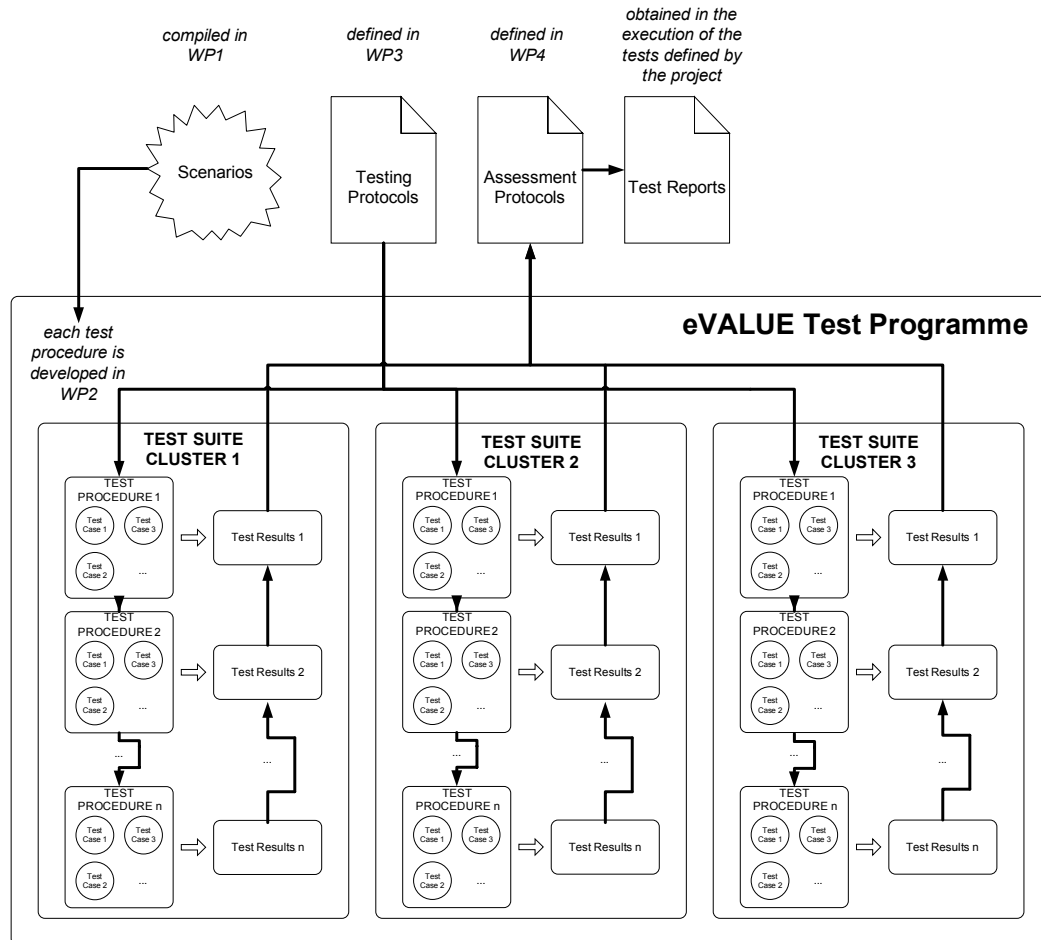 compiled in
WP1
defined in
WP3
defined in
WP4
obtained in the
execution of the
tests defined by
the project
Scenarios
Testing
Protocols
Assessment
Protocols
Test Reports
eVALUE Test Programme
each test
procedure is
developed in
WP2
TEST SUITE
CLUSTER 1
TEST
PROCEDURE 1
Test
Case 1
Test
Case 3
Test
Case 2
...
Test Results 1
TEST
PROCEDURE 2
Test
Case 1
Test
Case 3
Test
Case 2
...
Test Results 2
...
...
TEST
PROCEDURE n
Test
Case 1
Test
Case 3
Test
Case 2
...
Test Results n
TEST SUITE
CLUSTER 2
TEST
PROCEDURE 1
Test
Case 1
Test
Case 3
Test
Case 2
...
Test Results 1
TEST
PROCEDURE 2
Test
Case 1
Test
Case 3
Test
Case 2
...
Test Results 2
...
...
TEST
PROCEDURE n
Test
Case 1
Test
Case 3
Test
Case 2
...
Test Results n
TEST SUITE
CLUSTER 3
TEST
PROCEDURE 1
Test
Case 1
Test
Case 3
Test
Case 2
...
Test Results 1
TEST
PROCEDURE 2
Test
Case 1
Test
Case 3
Test
Case 2
...
Test Results 2
...
...
TEST
PROCEDURE n
Test
Case 1
Test
Case 3
Test
Case 2
...
Test Results n